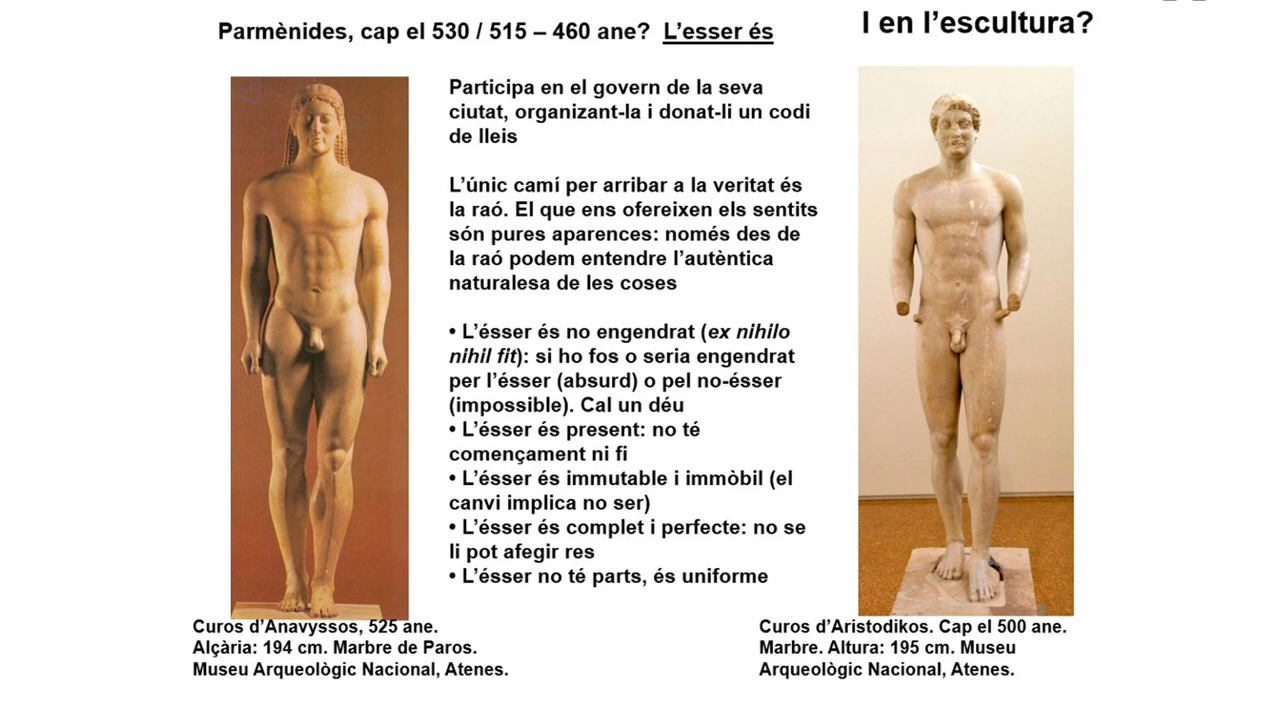 Parmènides, cap el 530 / 515 – 460 ane? L’esser és
I en l’escultura?
Participa en el govern de la seva
ciutat, organizant-la i donat-li un codi
de lleis
L’únic camí per arribar a la veritat és
la raó. El que ens ofereixen els sentits
són pures aparences: només des de
la raó podem entendre l’autèntica
naturalesa de les coses
• L’ésser és no engendrat (ex nihilo
nihil fit): si ho fos o seria engendrat
per l’ésser (absurd) o pel no-ésser
(impossible). Cal un déu
• L’ésser és present: no té
començament ni fi
• L’ésser és immutable i immòbil (el
canvi implica no ser)
• L’ésser és complet i perfecte: no se
li pot afegir res
• L’ésser no té parts, és uniforme
Curos d’Anavyssos, 525 ane.
Alçària: 194 cm. Marbre de Paros.
Museu Arqueològic Nacional, Atenes.
Curos d’Aristodikos. Cap el 500 ane.
Marbre. Altura: 195 cm. Museu
Arqueològic Nacional, Atenes.